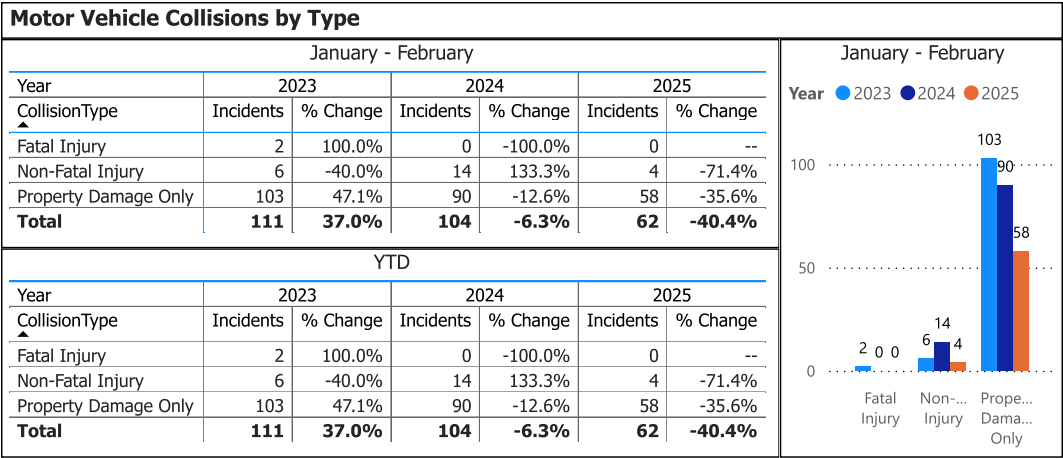 Motor Vehicle Collisions by Type
January - February
Year 2023 2024 2025
CollisionType Incidents % Change Incidents % Change Incidents % Change
Fatal Injury 2 100.0% 0 -100.0% 0 --
Non-Fatal Injury 6 -40.0% 14 133.3% 4 -71.4%
Property Damage Only 103 47.1% 90 -12.6% 58 -35.6%
Total 111 37.0% 104 -6.3% 62 -40.4%
YTD
Year 2023 2024 2025
CollisionType Incidents % Change Incidents % Change Incidents % Change
Fatal Injury 2 100.0% 0 -100.0% 0 --
Non-Fatal Injury 6 -40.0% 14 133.3% 4 -71.4%
Property Damage Only 103 47.1% 90 -12.6% 58 -35.6%
Total 111 37.0% 104 -6.3% 62 -40.4%
January - February
Year 2023 2024 2025
103
100 90
58
50
14
2 0 0 6 4
0
Fatal Non-... Prope...
Injury Injury Dama...
Only